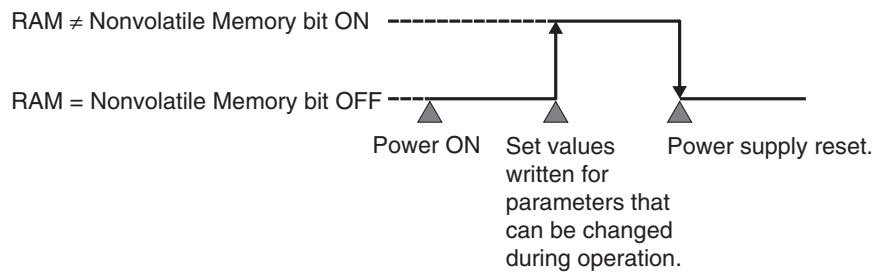 RAM ≠ Nonvolatile Memory bit ON
RAM = Nonvolatile Memory bit OFF
Power ON
Set values
written for
parameters that
can be changed
during operation.
Power supply reset.